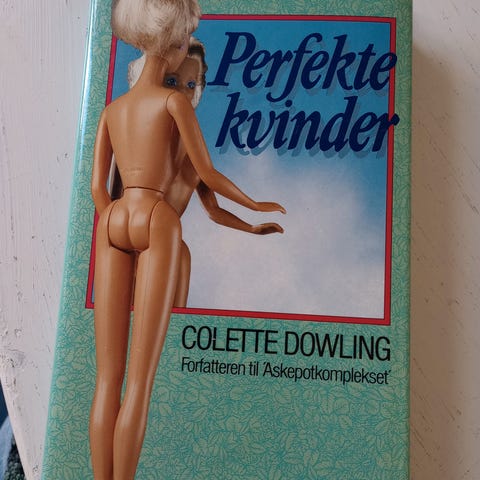 Perfekte
kvinder
COLETTE DOWLING
Forfatteren til 'Askepotkomplekset'